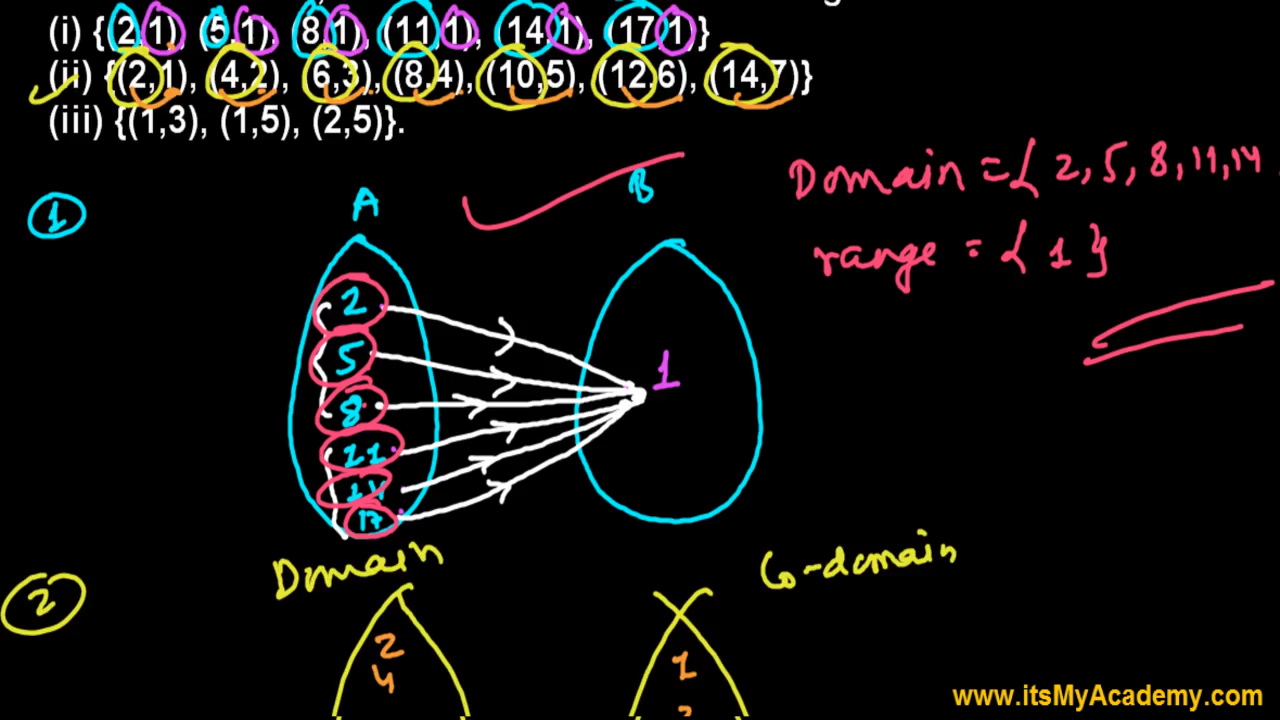 (i) {(2,1), (5,1), (8,1), (11,1), (14,1), (17,1)}
(ii) {(2,1), (4,2), (6,3), (8,4), (10,5), (12,6), (14,7)}
(iii) {(1,3), (1,5), (2,5)}.
Domain = { 2, 5, 8, 11, 14
range = { 1 }
1
A
B
2
5
8
11
14
17
1
Domain
Co-domain
2
2
4
1
www.itsMyAcademy.com